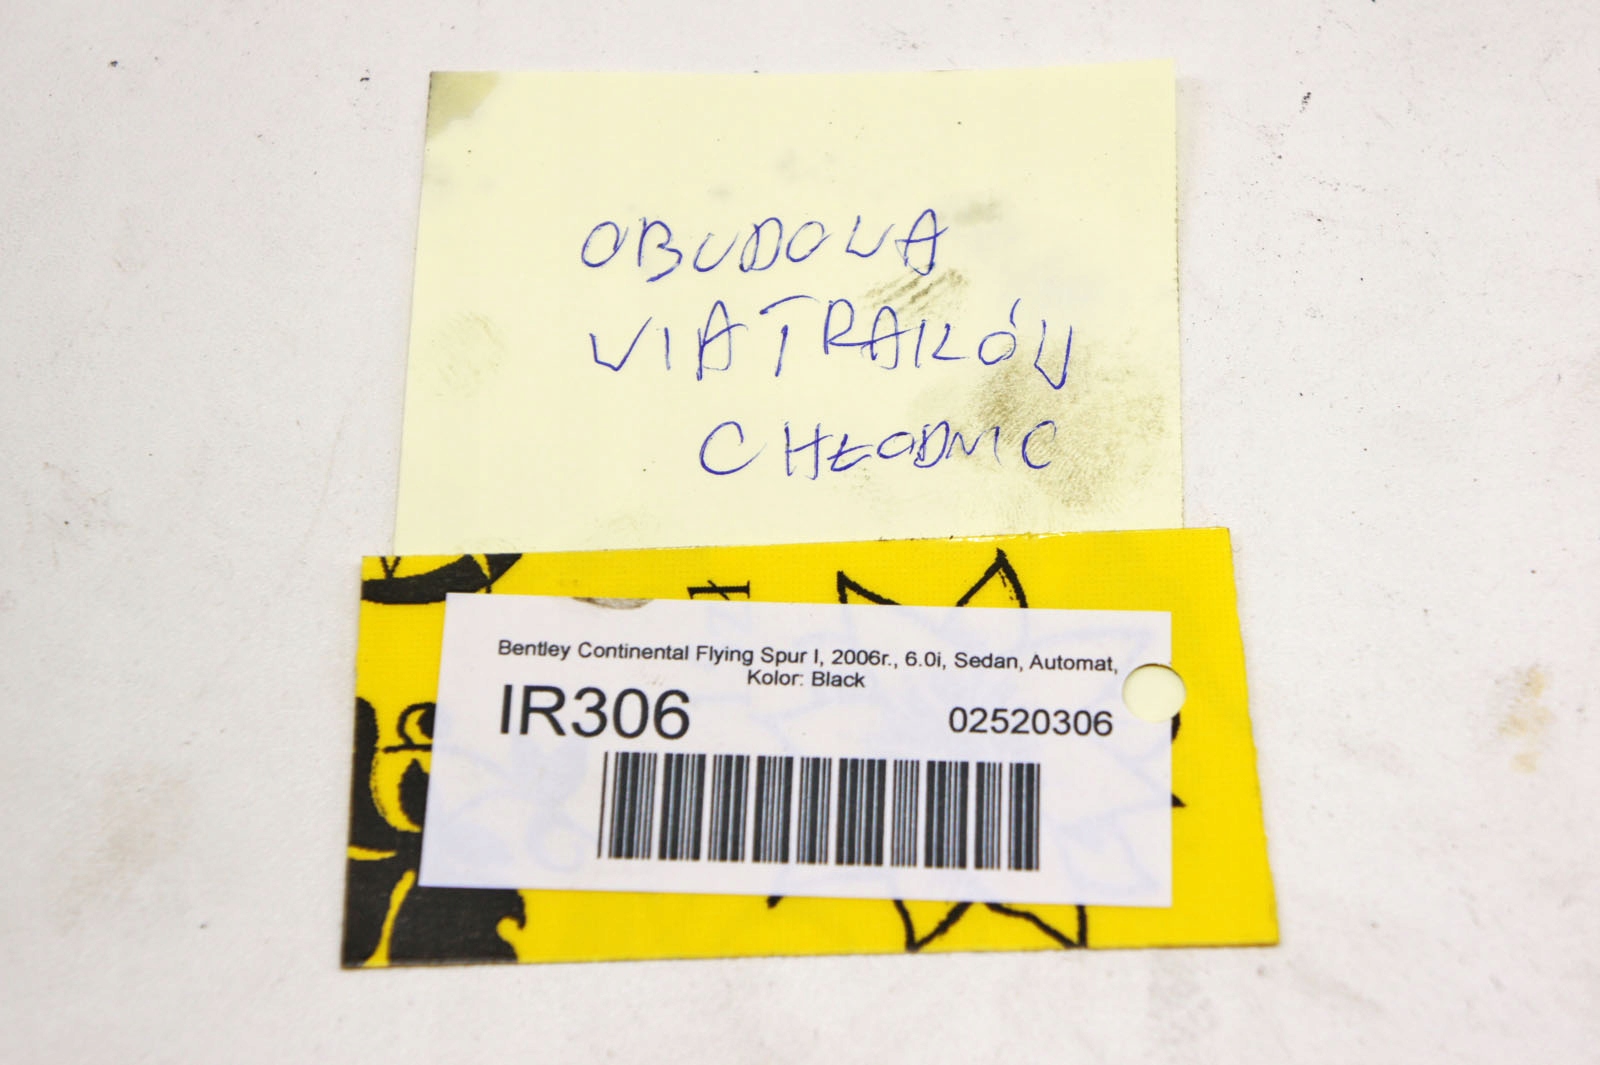 OBUDOWA
WIATRAKÓW
CHŁODNIC
Bentley Continental Flying Spur I, 2006r., 6.0i, Sedan, Automat,
Kolor: Black
IR306
02520306